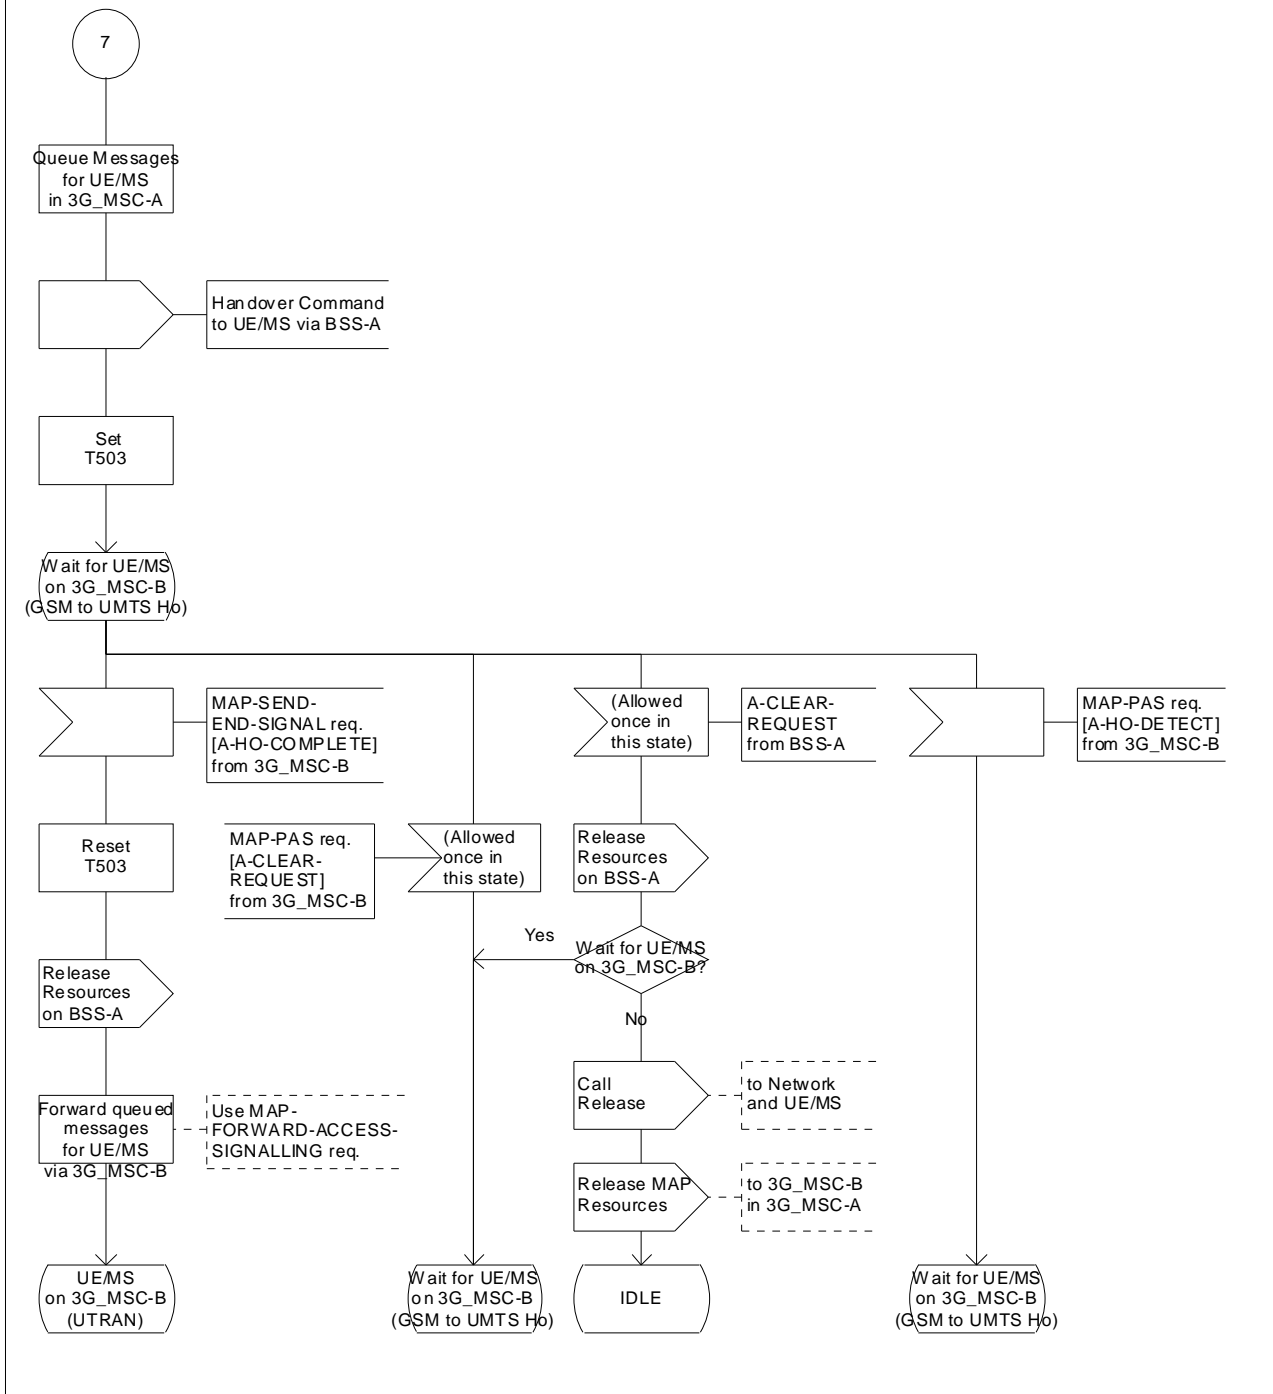 7
Queue Messages
for UE/MS
in 3G_MSC-A
Handover Command
to UE/MS via BSS-A
Set
T503
Wait for UE/MS
on 3G_MSC-B
(GSM to UMTS Ho)
MAP-SEND-
END-SIGNAL req.
[A-HO-COMPLETE]
from 3G_MSC-B
(Allowed
once in
this state)
A-CLEAR-
REQUEST
from BSS-A
MAP-PAS req.
[A-HO-DETECT]
from 3G_MSC-B
Reset
T503
MAP-PAS req.
[A-CLEAR-
REQUEST]
from 3G_MSC-B
(Allowed
once in
this state)
Release
Resources
on BSS-A
Yes
Wait for UE/MS
on 3G_MSC-B?
No
Release
Resources
on BSS-A
Call
Release
to Network
and UE/MS
Forward queued
messages
for UE/MS
via 3G_MSC-B
Use MAP-
FORWARD-ACCESS-
SIGNALLING req.
Release MAP
Resources
to 3G_MSC-B
in 3G_MSC-A
UE/MS
on 3G_MSC-B
(UTRAN)
Wait for UE/MS
on 3G_MSC-B
(GSM to UMTS Ho)
IDLE
Wait for UE/MS
on 3G_MSC-B
(GSM to UMTS Ho)